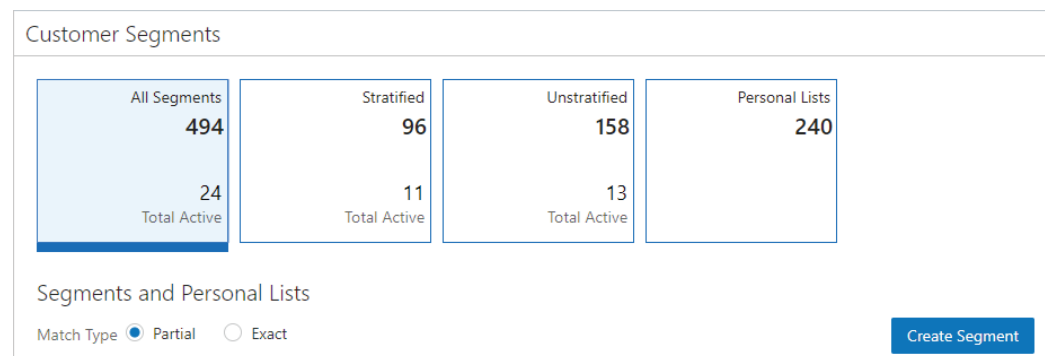 Customer Segments
All Segments
494
24
Total Active
Stratified
96
11
Total Active
Unstratified
158
13
Total Active
Personal Lists
240
Segments and Personal Lists
Match Type Partial Exact
Create Segment